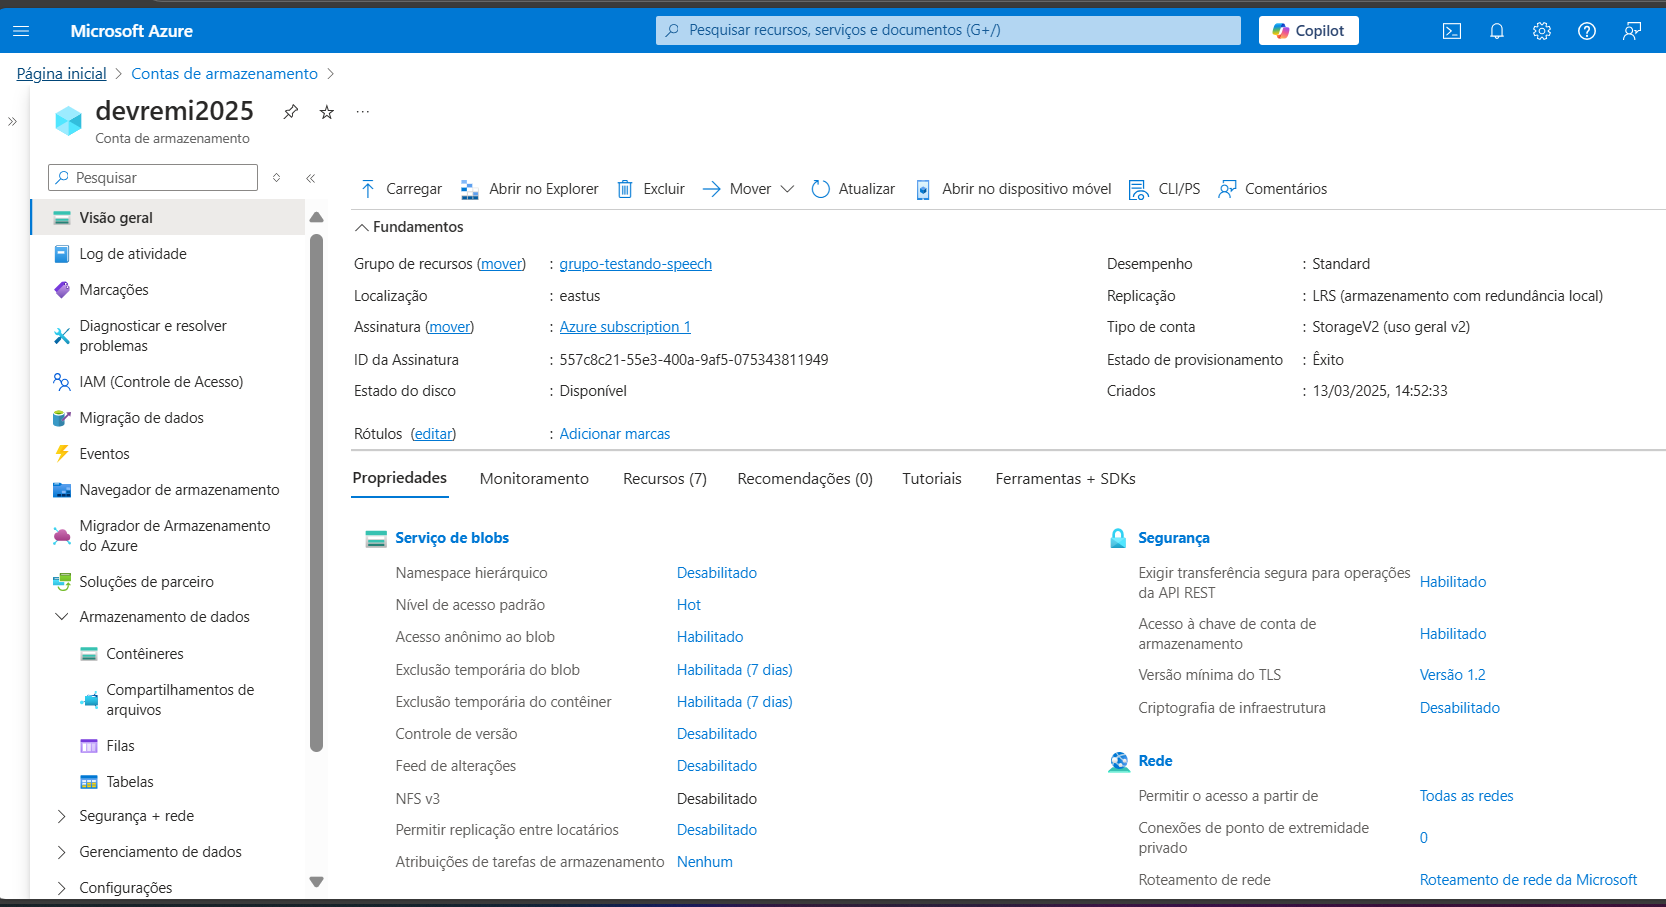 Microsoft Azure
Pesquisar recursos, serviços e documentos (G+/)
Copilot
Página inicial
Contas de armazenamento
devremi2025
Conta de armazenamento
Pesquisar
Visão geral
Log de atividade
Marcações
Diagnosticar e resolver
problemas
IAM (Controle de Acesso)
Migração de dados
Eventos
Navegador de armazenamento
Migrador de Armazenamento
do Azure
Soluções de parceiro
Armazenamento de dados
Contêineres
Compartilhamentos de
arquivos
Filas
Tabelas
Segurança + rede
Gerenciamento de dados
Configurações
Carregar
Abrir no Explorer
Excluir
Mover
Atualizar
Abrir no dispositivo móvel
CLI/PS
Comentários
Fundamentos
Grupo de recursos (mover) : grupo-testando-speech
Localização : eastus
Assinatura (mover) : Azure subscription 1
ID da Assinatura : 557c8c21-55e3-400a-9af5-075343811949
Estado do disco : Disponível
Rótulos (editar) : Adicionar marcas
Desempenho : Standard
Replicação : LRS (armazenamento com redundância local)
Tipo de conta : StorageV2 (uso geral v2)
Estado de provisionamento : Êxito
Criados : 13/03/2025, 14:52:33
Propriedades
Monitoramento
Recursos (7)
Recomendações (0)
Tutoriais
Ferramentas + SDKs
Serviço de blobs
Namespace hierárquico Desabilitado
Nível de acesso padrão Hot
Acesso anônimo ao blob Habilitado
Exclusão temporária do blob Habilitada (7 dias)
Exclusão temporária do contêiner Habilitada (7 dias)
Controle de versão Desabilitado
Feed de alterações Desabilitado
NFS v3 Desabilitado
Permitir replicação entre locatários Desabilitado
Atribuições de tarefas de armazenamento Nenhum
Segurança
Exigir transferência segura para operações
da API REST
Habilitado
Acesso à chave de conta de
armazenamento
Habilitado
Versão mínima do TLS Versão 1.2
Criptografia de infraestrutura Desabilitado
Rede
Permitir o acesso a partir de Todas as redes
Conexões de ponto de extremidade
privado
0
Roteamento de rede Roteamento de rede da Microsoft